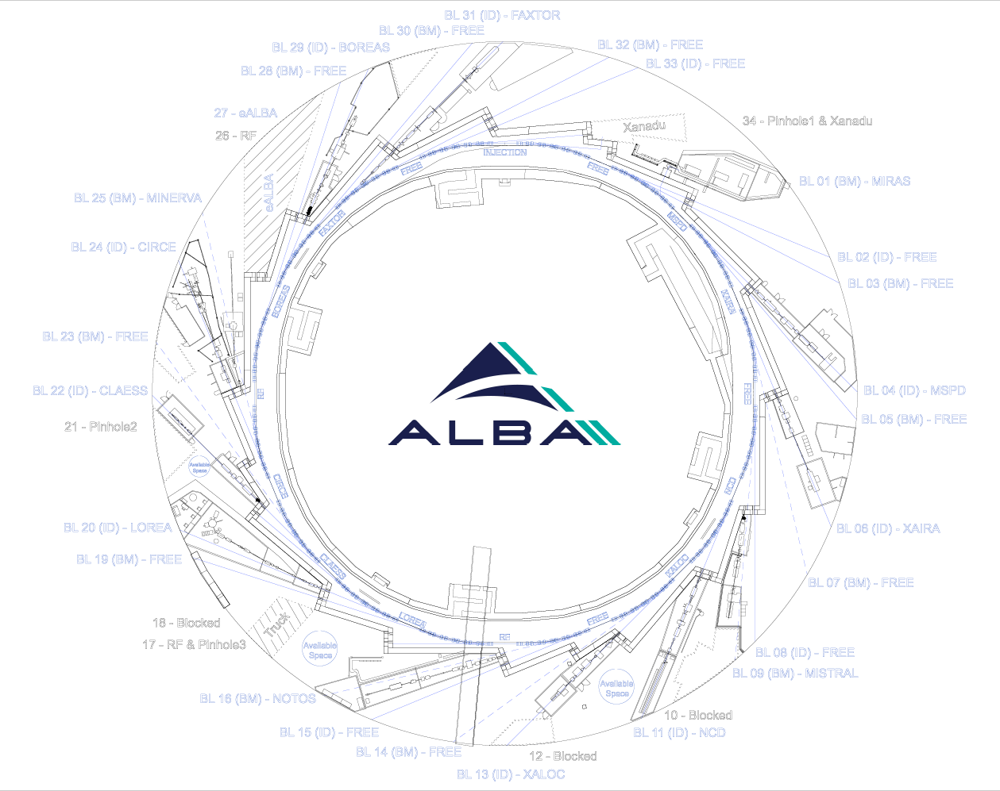 BL 31 (ID) - FAXTOR
BL 30 (BM) - FREE
BL 32 (BM) - FREE
BL 29 (ID) - BOREAS
BL 33 (ID) - FREE
BL 28 (BM) - FREE
27 - eALBA
26 - RF
Xanadu
34 - Pinhole1 & Xanadu
INJECTION
FREE
FREE
BL 01 (BM) - MIRAS
eALBA
BL 25 (BM) - MINERVA
FAXTOR
MSPD
BL 24 (ID) - CIRCE
BL 02 (ID) - FREE
BL 03 (BM) - FREE
BOREAS
XAIRA
BL 23 (BM) - FREE
BL 22 (ID) - CLAESS
RF
FREE
BL 04 (ID) - MSPD
BL 05 (BM) - FREE
21 - Pinhole2
ALBA
Available
Space
CIRCE
NCD
BL 20 (ID) - LOREA
BL 06 (ID) - XAIRA
BL 19 (BM) - FREE
CLAESS
XALOC
BL 07 (BM) - FREE
18 - Blocked
Truck
LOREA
FREE
RF
17 - RF & Pinhole3
Available
Space
BL 08 (ID) - FREE
BL 09 (BM) - MISTRAL
Available
Space
BL 16 (BM) - NOTOS
10 - Blocked
BL 15 (ID) - FREE
BL 11 (ID) - NCD
BL 14 (BM) - FREE
12 - Blocked
BL 13 (ID) - XALOC